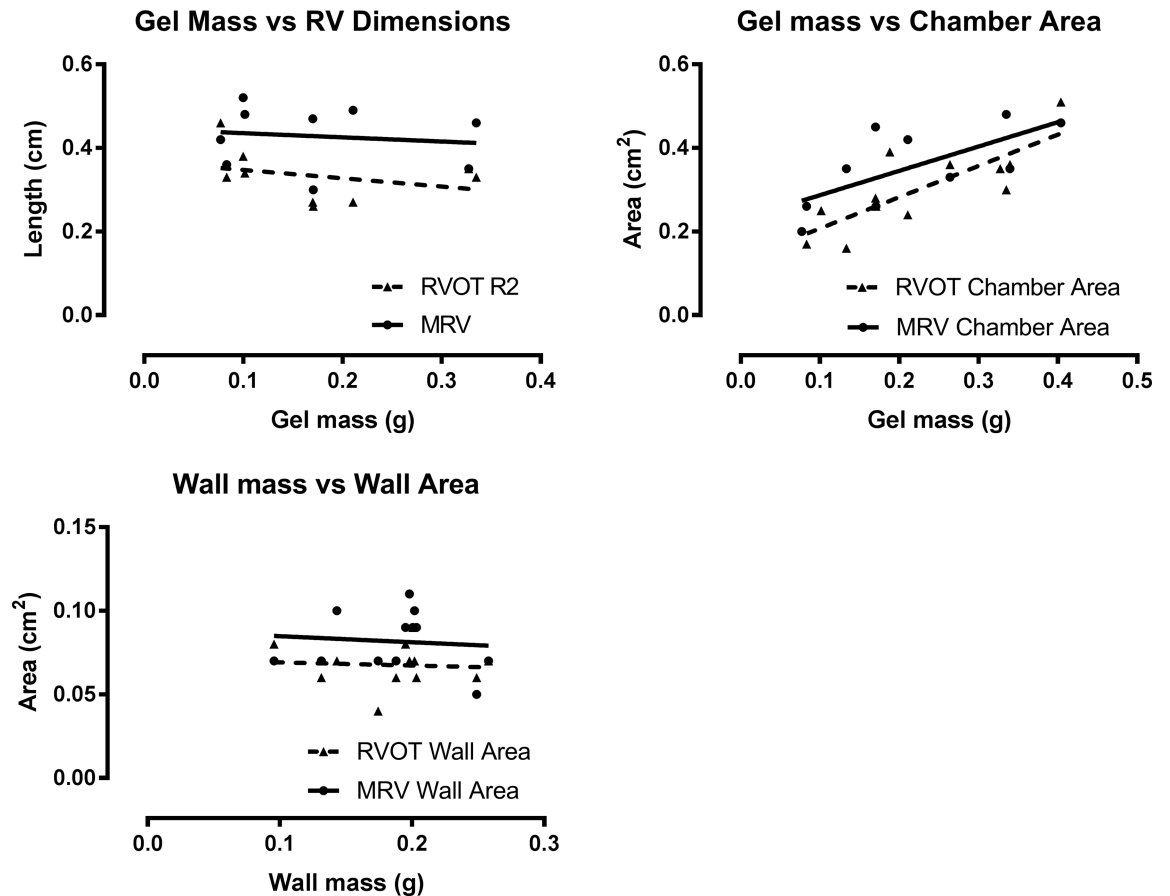 Gel Mass vs RV Dimensions
Length (cm)
0.6
0.4
0.2
0.0
RVOT R2
MRV
0.0 0.1 0.2 0.3 0.4
Gel mass (g)
Gel mass vs Chamber Area
Area (cm²)
0.6
0.4
0.2
0.0
RVOT Chamber Area
MRV Chamber Area
0.0 0.1 0.2 0.3 0.4 0.5
Gel mass (g)
Wall mass vs Wall Area
Area (cm²)
0.15
0.10
0.05
0.00
RVOT Wall Area
MRV Wall Area
0.0 0.1 0.2 0.3
Wall mass (g)